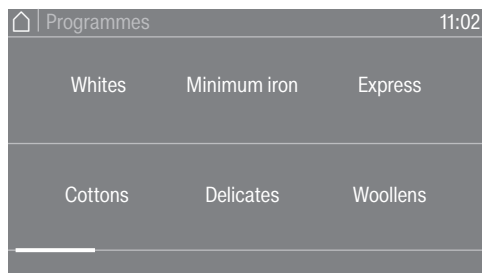 Programmes 11:02
Whites Minimum iron Express
Cottons Delicates Woollens